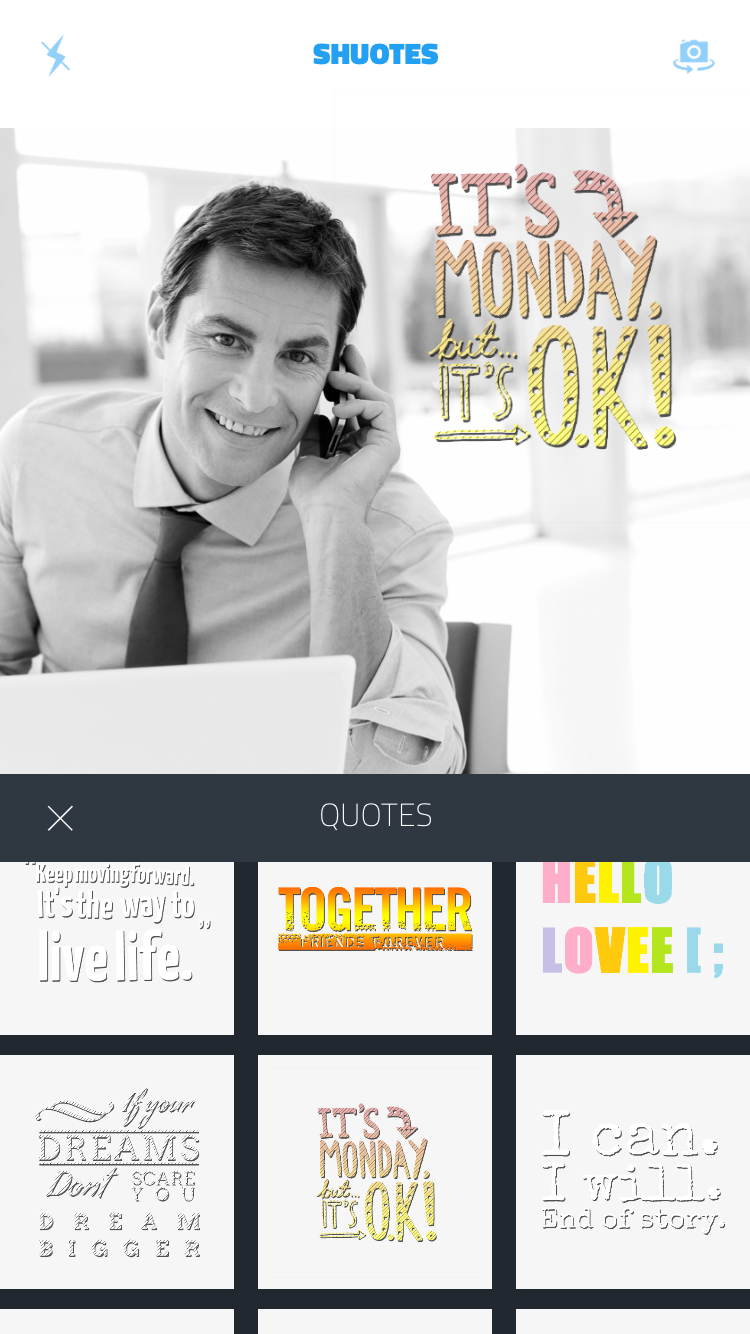 SHUOTES
IT'S
MONDAY.
but...
IT'S O.K!
QUOTES
"Keep moving forward.
It's the way to
live life."
TOGETHER
FRIENDS FOREVER
HELLO
LOVEE [ ;
If your
DREAMS
Don't SCARE
YOU
DREAM
BIGGER
IT'S
MONDAY.
but...
IT'S O.K!
I can.
I will.
End of story.